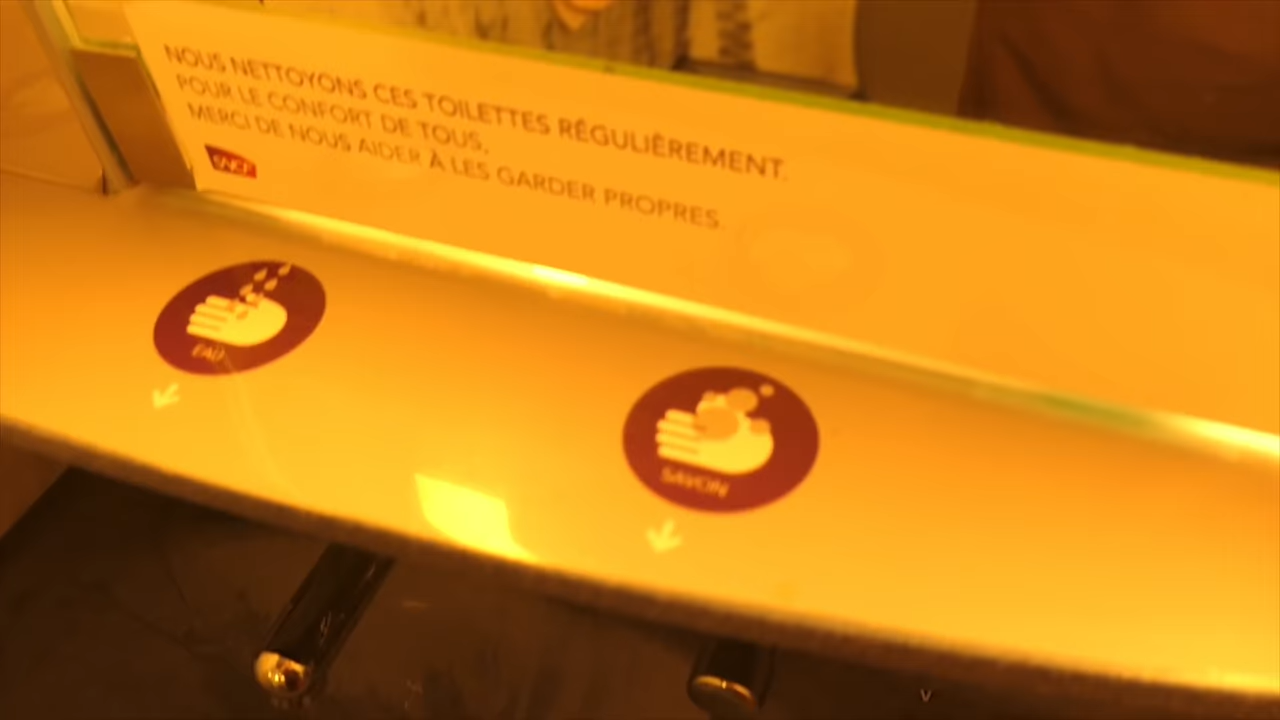 NOUS NETTOYONS CES TOILETTES RÉGULIÈREMENT.
POUR LE CONFORT DE TOUS,
MERCI DE NOUS AIDER À LES GARDER PROPRES.
SNCF
EAU
SAVON